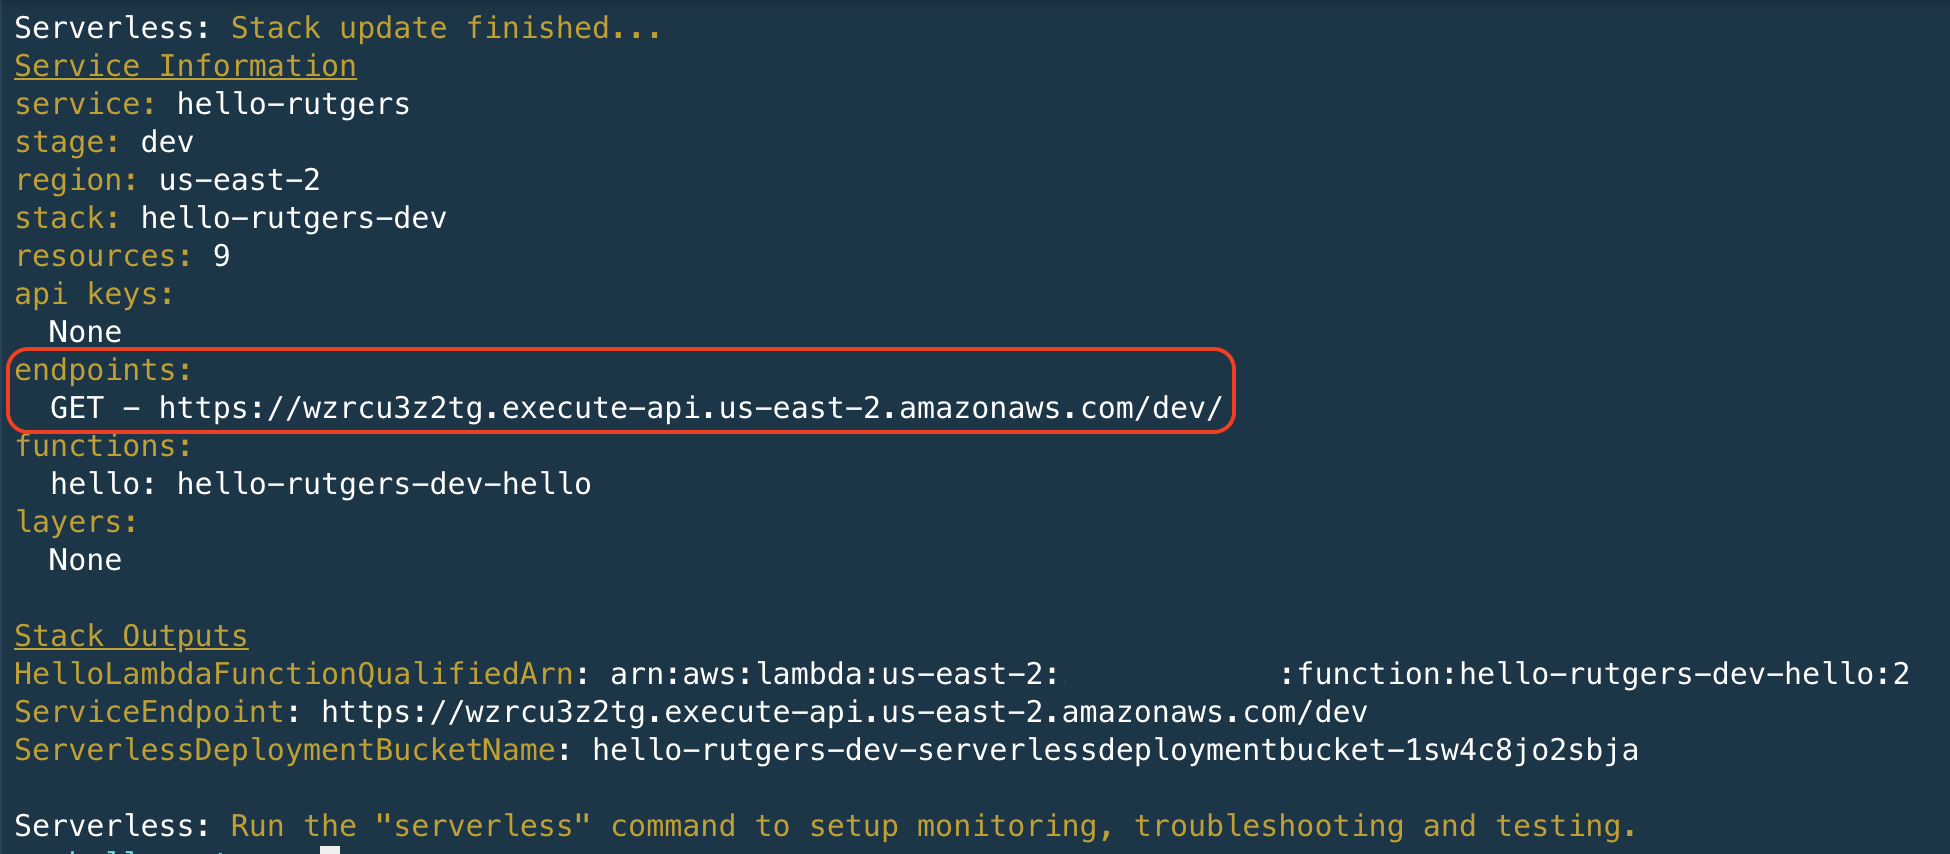 Serverless: Stack update finished...
Service Information
service: hello-rutgers
stage: dev
region: us-east-2
stack: hello-rutgers-dev
resources: 9
api keys:
  None
endpoints:
  GET - https://wzrcu3z2tg.execute-api.us-east-2.amazonaws.com/dev/
functions:
  hello: hello-rutgers-dev-hello
layers:
  None
Stack Outputs
HelloLambdaFunctionQualifiedArn: arn:aws:lambda:us-east-2: :function:hello-rutgers-dev-hello:2
ServiceEndpoint: https://wzrcu3z2tg.execute-api.us-east-2.amazonaws.com/dev
ServerlessDeploymentBucketName: hello-rutgers-dev-serverlessdeploymentbucket-1sw4c8jo2sbja
Serverless: Run the "serverless" command to setup monitoring, troubleshooting and testing.